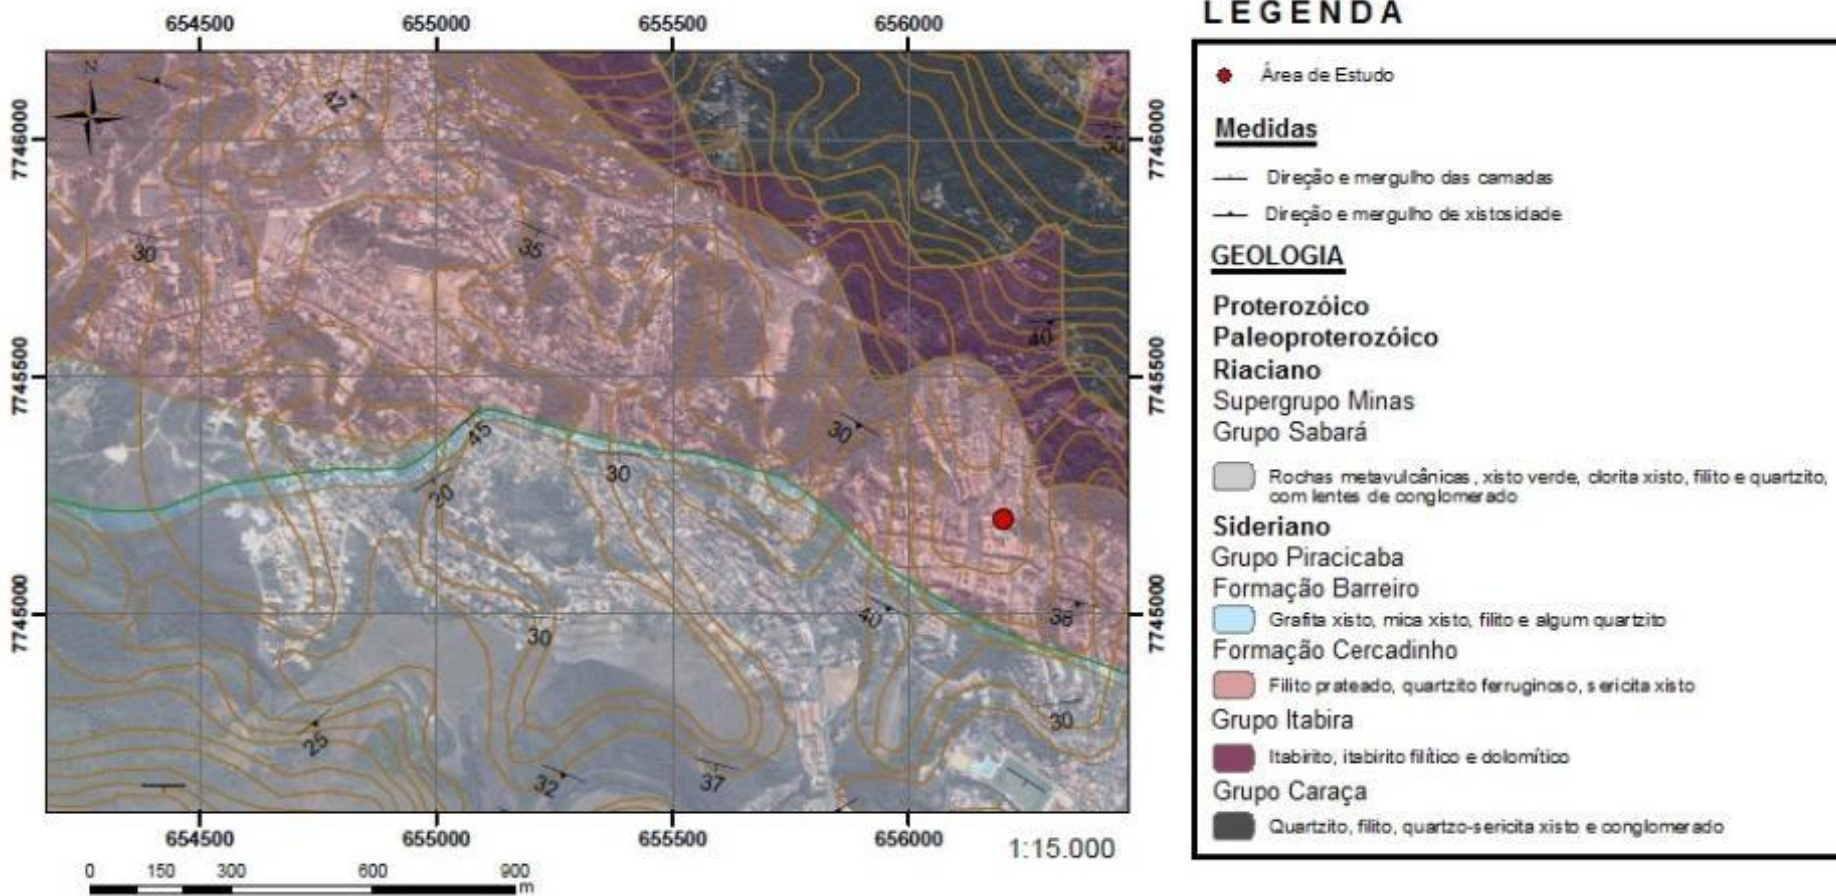 654500 655000 655500 656000
7746000
7745500
7745000
7746000
7745500
7745000
N
42
30
35
30
40
30
45
20
30
30
40
38
30
25
32
37
654500 655000 655500 656000
1:15.000
0 150 300 600 900
m
LEGENDA
Área de Estudo
Medidas
Direção e mergulho das camadas
Direção e mergulho de xistosidade
GEOLOGIA
Proterozóico
Paleoproterozóico
Riaciano
Supergrupo Minas
Grupo Sabará
Rochas metavulcânicas, xisto verde, clorita xisto, filito e quartzito,
com lentes de conglomerado
Sideriano
Grupo Piracicaba
Formação Barreiro
Grafita xisto, mica xisto, filito e algum quartzito
Formação Cercadinho
Filito prateado, quartzito ferruginoso, sericita xisto
Grupo Itabira
Itabirito, itabirito filítico e dolomítico
Grupo Caraça
Quartzito, filito, quartzo-sericita xisto e conglomerado